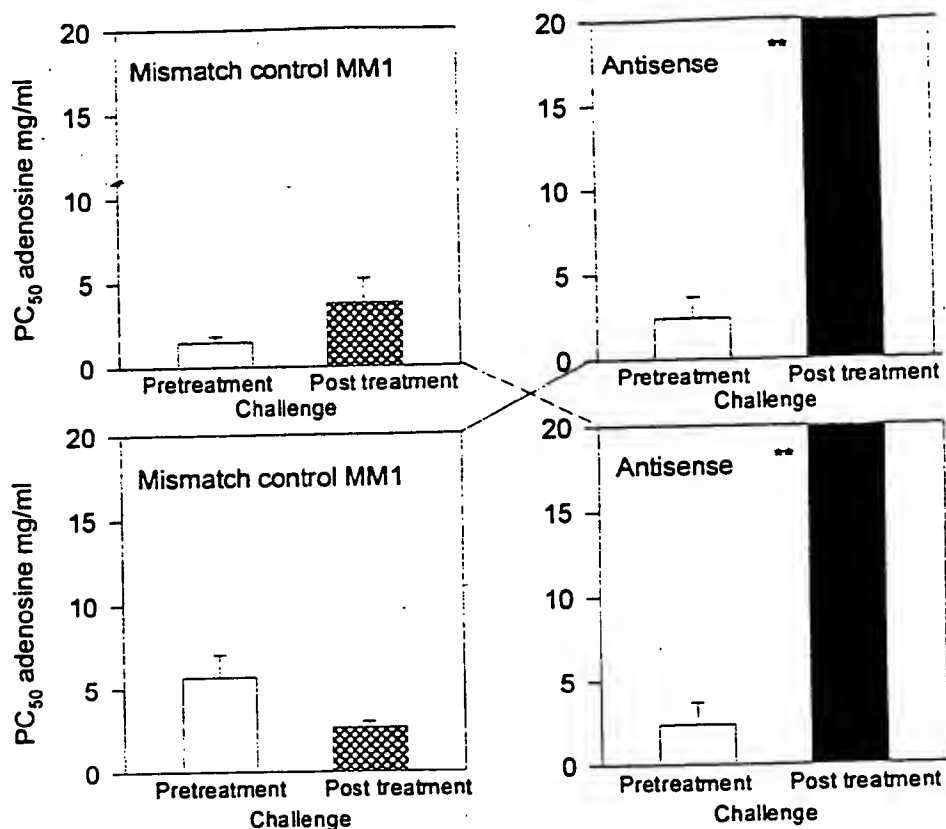 20
15
10
5
0
PC50 adenosine mg/ml
Mismatch control MM1
Pretreatment Post treatment
Challenge
20
15
10
5
0
Antisense **
Pretreatment Post treatment
Challenge
20
15
10
5
0
PC50 adenosine mg/ml
Mismatch control MM1
Pretreatment Post treatment
Challenge
20
15
10
5
0
Antisense **
Pretreatment Post treatment
Challenge